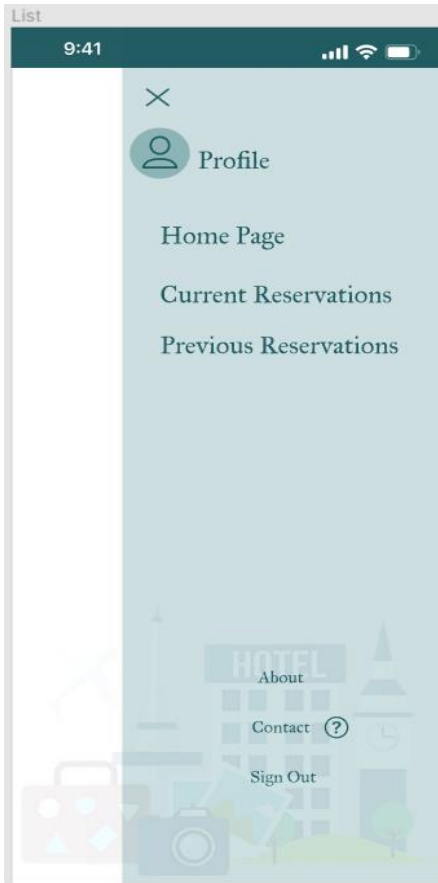 List
9:41
Profile
Home Page
Current Reservations
Previous Reservations
HOTEL
About
Contact ?
Sign Out